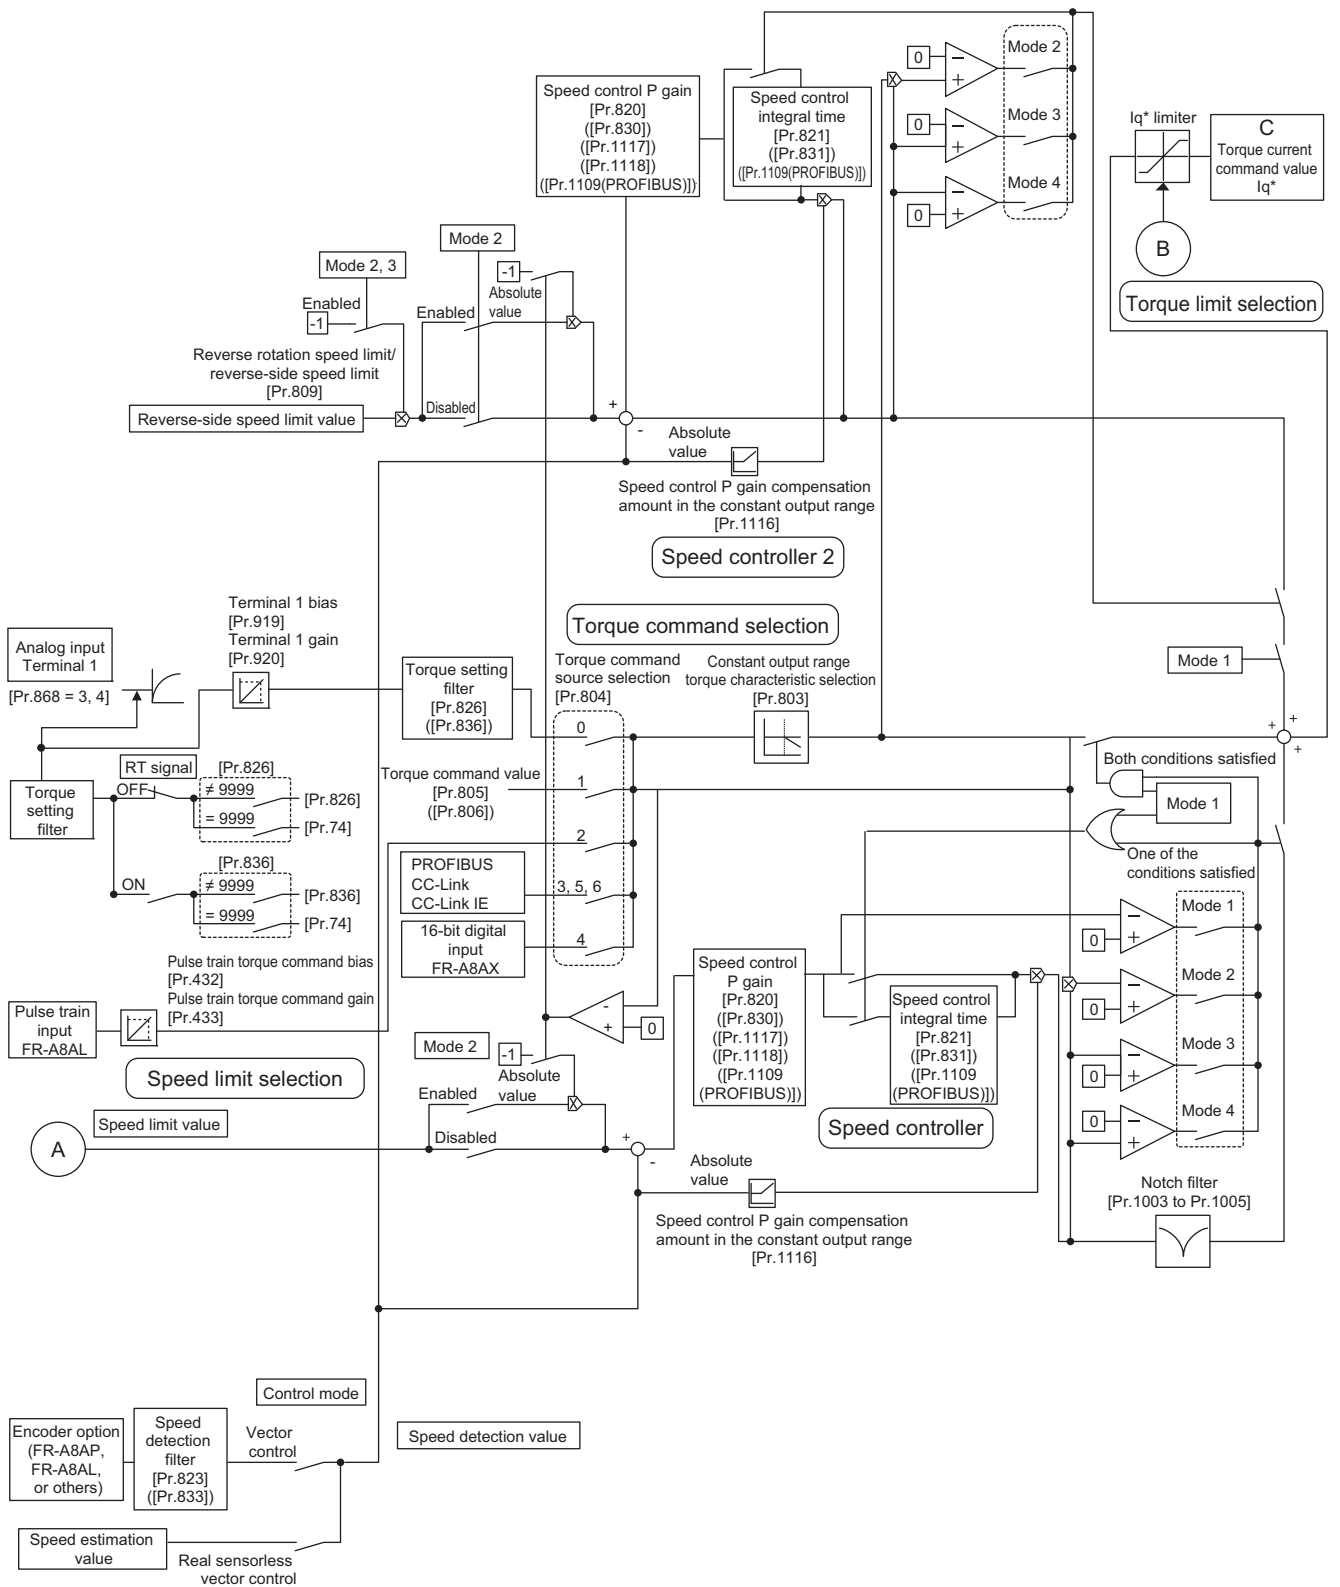 Speed control P gain
[Pr.820]
([Pr.830])
([Pr.1117])
([Pr.1118])
([Pr.1109(PROFIBUS)])
Speed control
integral time
[Pr.821]
([Pr.831])
([Pr.1109(PROFIBUS)])
0
-
+
Mode 2
0
-
+
Mode 3
-
0
+
Mode 4
Iq* limiter
C
Torque current
command value
Iq*
B
Torque limit selection
Mode 2
Mode 2, 3
-1
Absolute
value
Enabled
-1
Enabled
Reverse rotation speed limit/
reverse-side speed limit
[Pr.809]
Disabled
Reverse-side speed limit value
+
-
Absolute
value
Speed control P gain compensation
amount in the constant output range
[Pr.1116]
Speed controller 2
Terminal 1 bias
[Pr.919]
Terminal 1 gain
[Pr.920]
Torque command selection
Analog input
Terminal 1
[Pr.868 = 3, 4]
Torque setting
filter
[Pr.826]
([Pr.836])
Torque command
source selection
[Pr.804]
Constant output range
torque characteristic selection
[Pr.803]
Mode 1
0
+
+
+
RT signal
[Pr.826]
Torque command value
[Pr.805]
([Pr.806])
1
Both conditions satisfied
Torque
setting
filter
OFF
≠ 9999
[Pr.826]
= 9999
[Pr.74]
Mode 1
2
[Pr.836]
One of the
conditions satisfied
ON
≠ 9999
[Pr.836]
= 9999
[Pr.74]
PROFIBUS
CC-Link
CC-Link IE
3, 5, 6
16-bit digital
input
FR-A8AX
4
-
0
+
Mode 1
Pulse train torque command bias
[Pr.432]
Pulse train torque command gain
[Pr.433]
Pulse train
input
FR-A8AL
Speed control
P gain
[Pr.820]
([Pr.830])
([Pr.1117])
([Pr.1118])
([Pr.1109
(PROFIBUS)])
Speed control
integral time
[Pr.821]
([Pr.831])
([Pr.1109
(PROFIBUS)])
-
0
+
Mode 2
-
+
0
Mode 2
-1
Absolute
value
Speed limit selection
-
0
+
Mode 3
Enabled
Speed controller
0
-
+
Mode 4
Speed limit value
A
Disabled
+
-
Absolute
value
Speed control P gain compensation
amount in the constant output range
[Pr.1116]
Notch filter
[Pr.1003 to Pr.1005]
Control mode
Encoder option
(FR-A8AP,
FR-A8AL,
or others)
Speed
detection
filter
[Pr.823]
([Pr.833])
Vector
control
Speed detection value
Speed estimation
value
Real sensorless
vector control